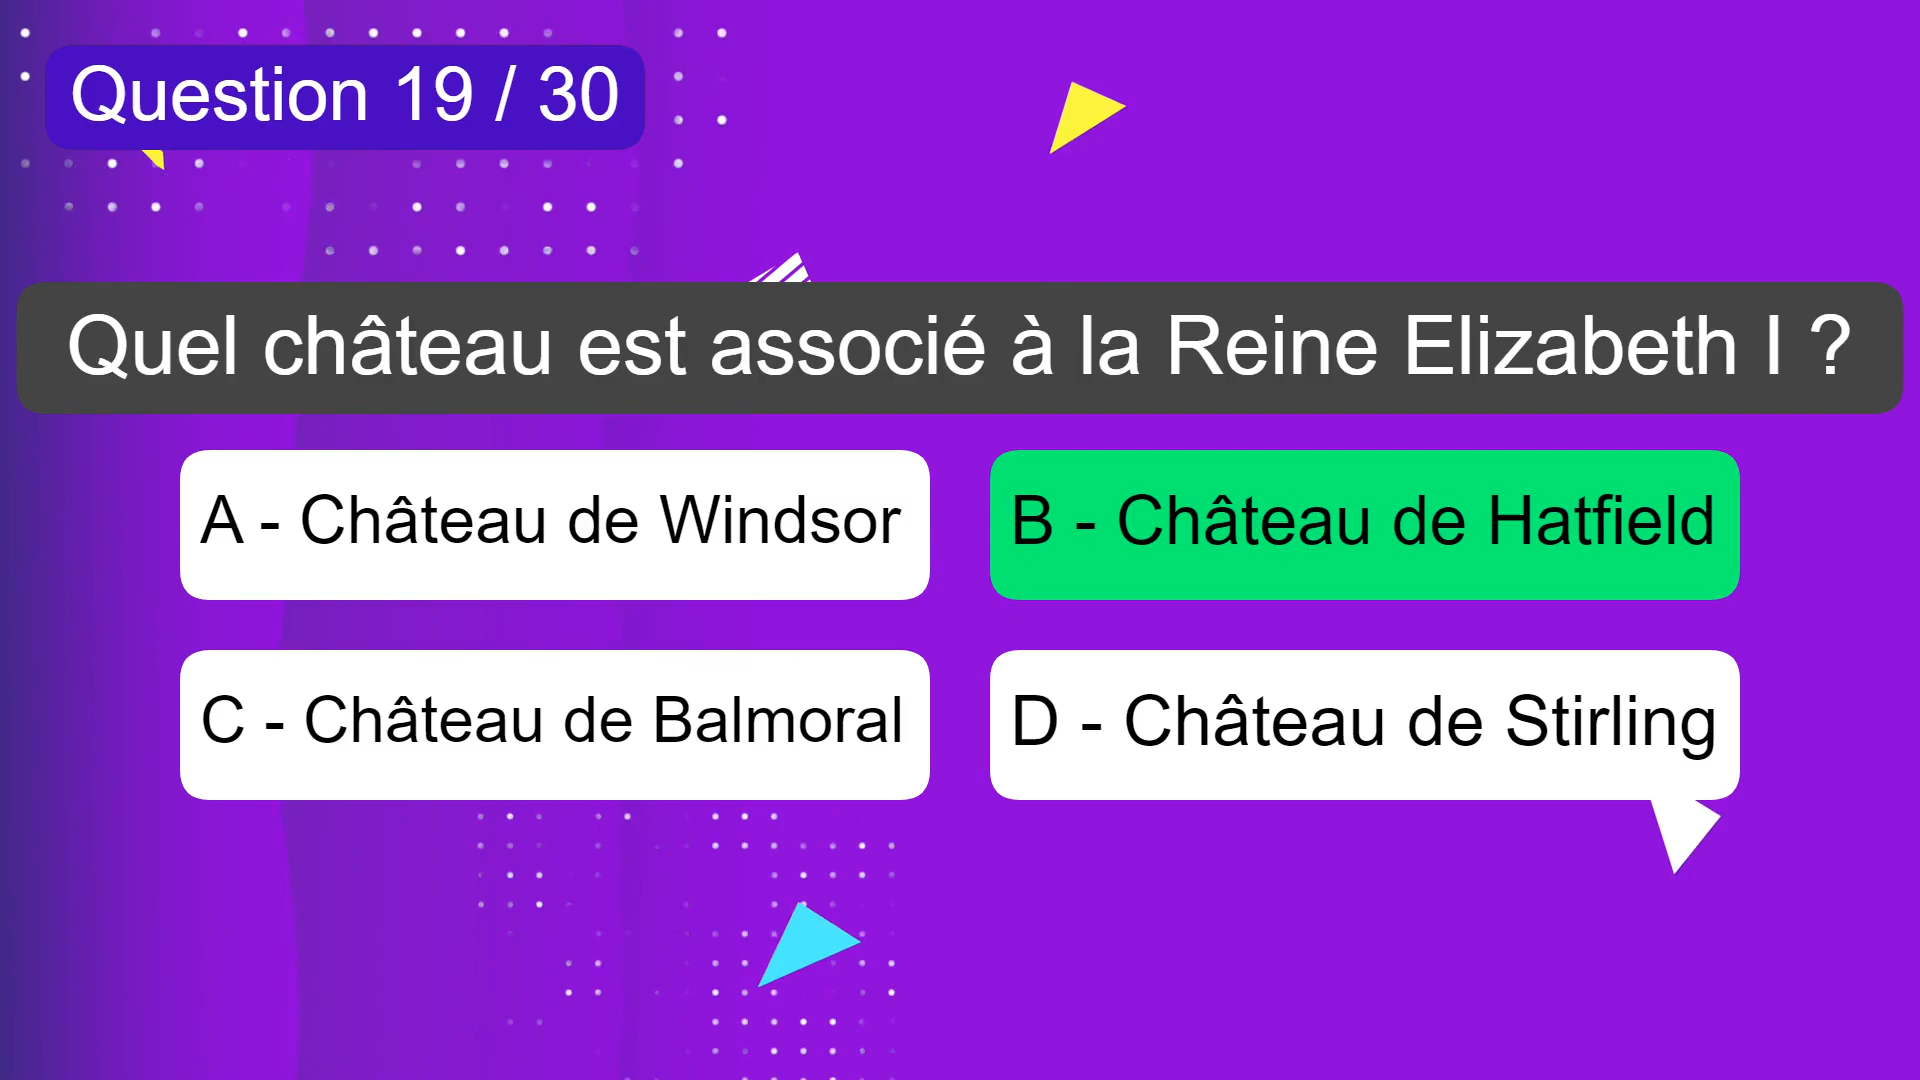 Question 19 / 30
Quel château est associé à la Reine Elizabeth I ?
A - Château de Windsor
B - Château de Hatfield
C - Château de Balmoral
D - Château de Stirling